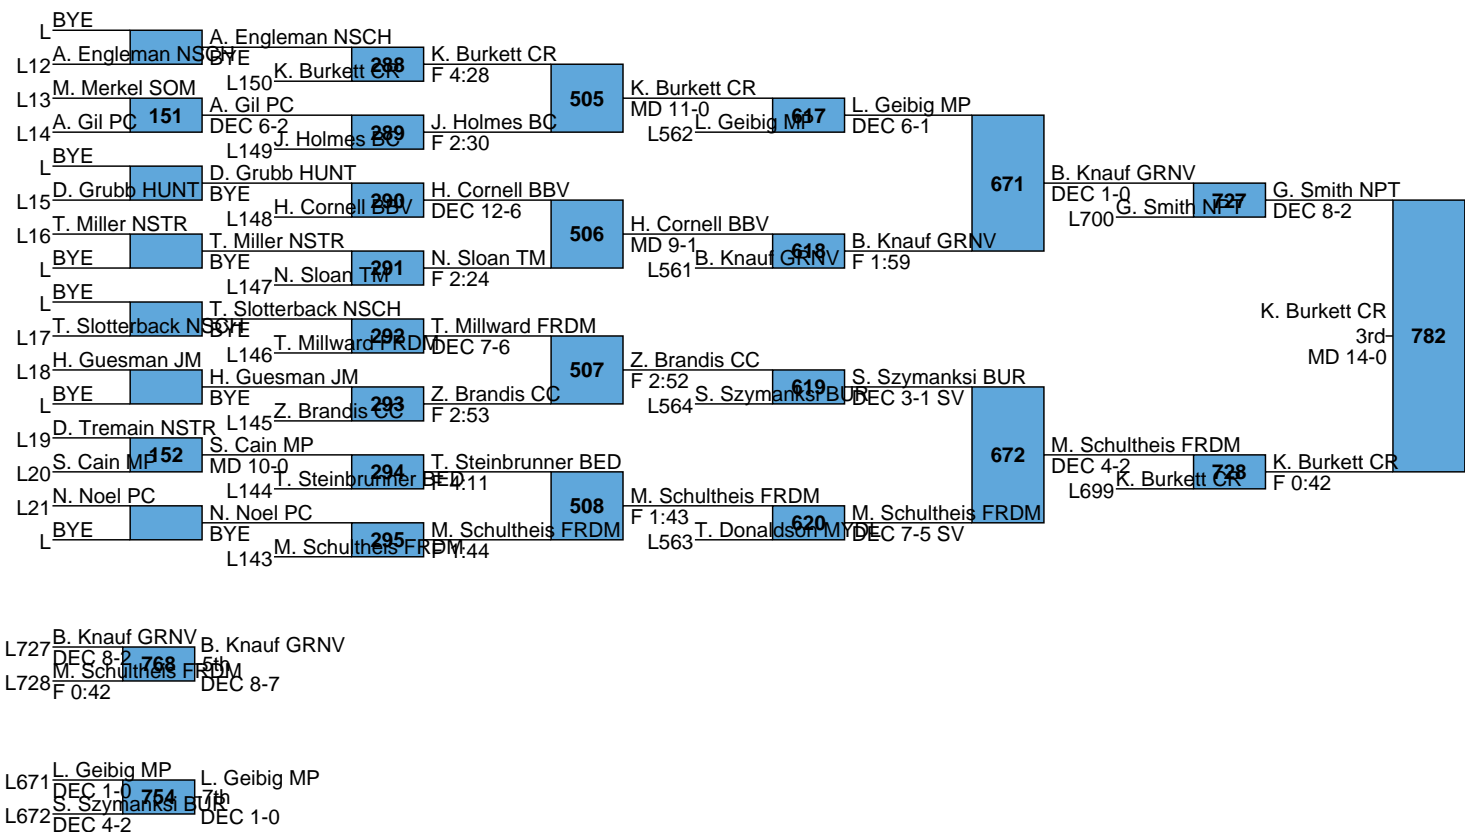 BYE
L
A. Engleman NSCH
L12
A. Engleman NSCH
BYE
K. Burkett CR
L150
288
K. Burkett CR
F 4:28
M. Merkel SOM
L13
151
A. Gil PC
L14
A. Gil PC
DEC 6-2
J. Holmes BC
L149
289
J. Holmes BC
F 2:30
505
K. Burkett CR
MD 11-0
L. Geibig MP
L562
617
L. Geibig MP
DEC 6-1
BYE
L
D. Grubb HUNT
L15
D. Grubb HUNT
BYE
H. Cornell BBV
L148
290
H. Cornell BBV
DEC 12-6
T. Miller NSTR
L16
BYE
L
T. Miller NSTR
BYE
N. Sloan TM
L147
291
N. Sloan TM
F 2:24
506
H. Cornell BBV
MD 9-1
B. Knauf GRNV
L561
618
B. Knauf GRNV
F 1:59
671
B. Knauf GRNV
DEC 1-0
G. Smith NPT
L700
727
G. Smith NPT
DEC 8-2
BYE
L
T. Slotterback NSCH
L17
T. Slotterback NSCH
BYE
T. Millward FRDM
L146
292
T. Millward FRDM
DEC 7-6
H. Guesman JM
L18
BYE
L
H. Guesman JM
BYE
Z. Brandis CC
L145
293
Z. Brandis CC
F 2:53
507
Z. Brandis CC
F 2:52
S. Szymanksi BUR
L564
619
S. Szymanksi BUR
DEC 3-1 SV
D. Tremain NSTR
L19
152
S. Cain MP
L20
S. Cain MP
MD 10-0
T. Steinbrunner BED
L144
294
T. Steinbrunner BED
F 4:11
N. Noel PC
L21
BYE
L
N. Noel PC
BYE
M. Schultheis FRDM
L143
295
M. Schultheis FRDM
F 1:44
508
M. Schultheis FRDM
F 1:43
T. Donaldson MYDE
L563
620
M. Schultheis FRDM
DEC 7-5 SV
672
M. Schultheis FRDM
DEC 4-2
K. Burkett CR
L699
728
K. Burkett CR
F 0:42
K. Burkett CR
3rd
MD 14-0
782
B. Knauf GRNV
L727
DEC 8-2
768
M. Schultheis FRDM
L728
F 0:42
B. Knauf GRNV
5th
DEC 8-7
L. Geibig MP
L671
DEC 1-0
754
S. Szymanksi BUR
L672
DEC 4-2
L. Geibig MP
7th
DEC 1-0